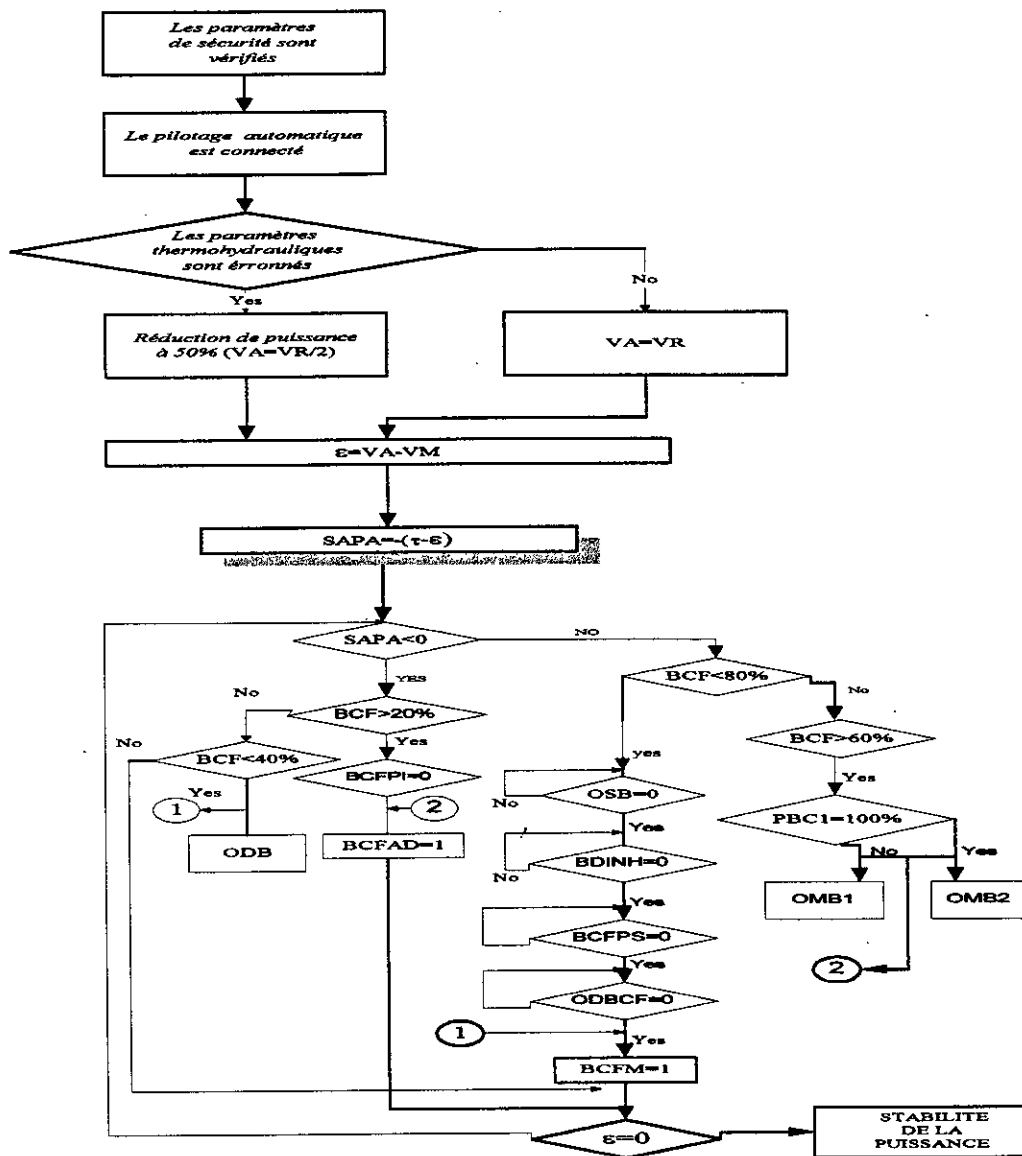 Les paramètres
de sécurité sont
vérifiés
Le pilotage automatique
est connecté
Les paramètres
thermohydrauliques
sont érronnés
Yes
No
Réduction de puissance
à 50% (VA=VR/2)
VA=VR
ε=VA-VM
SAPA=-(τ-ε)
SAPA<0
NO
YES
BCF<80%
No
No
BCF>20%
BCF>60%
No
BCF<40%
Yes
BCFPI=0
yes
Yes
Yes
1
2
No
OSB=0
PBC1=100%
ODB
BCFAD=1
Yes
No
BDINH=0
No
Yes
OMB1
OMB2
Yes
BCFPS=0
2
Yes
ODBCF=0
1
Yes
BCFM=1
ε=0
STABILITE
DE LA
PUISSANCE